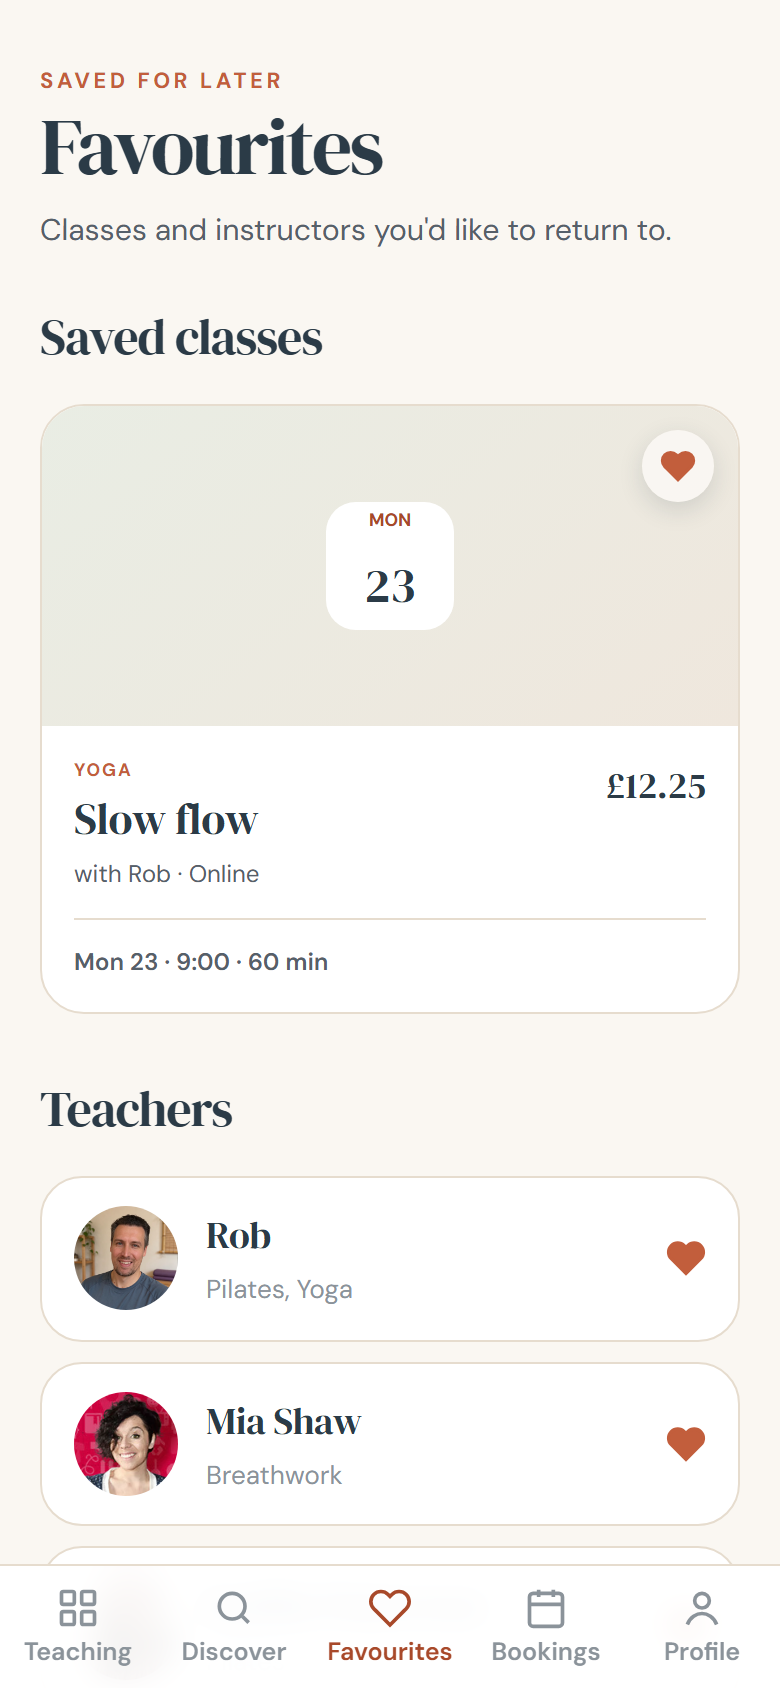 SAVED FOR LATER
Favourites
Classes and instructors you'd like to return to.
Saved classes
MON
23
YOGA
£12.25
Slow flow
with Rob · Online
Mon 23 · 9:00 · 60 min
Teachers
Rob
Pilates, Yoga
Mia Shaw
Breathwork
Teaching
Discover
Favourites
Bookings
Profile